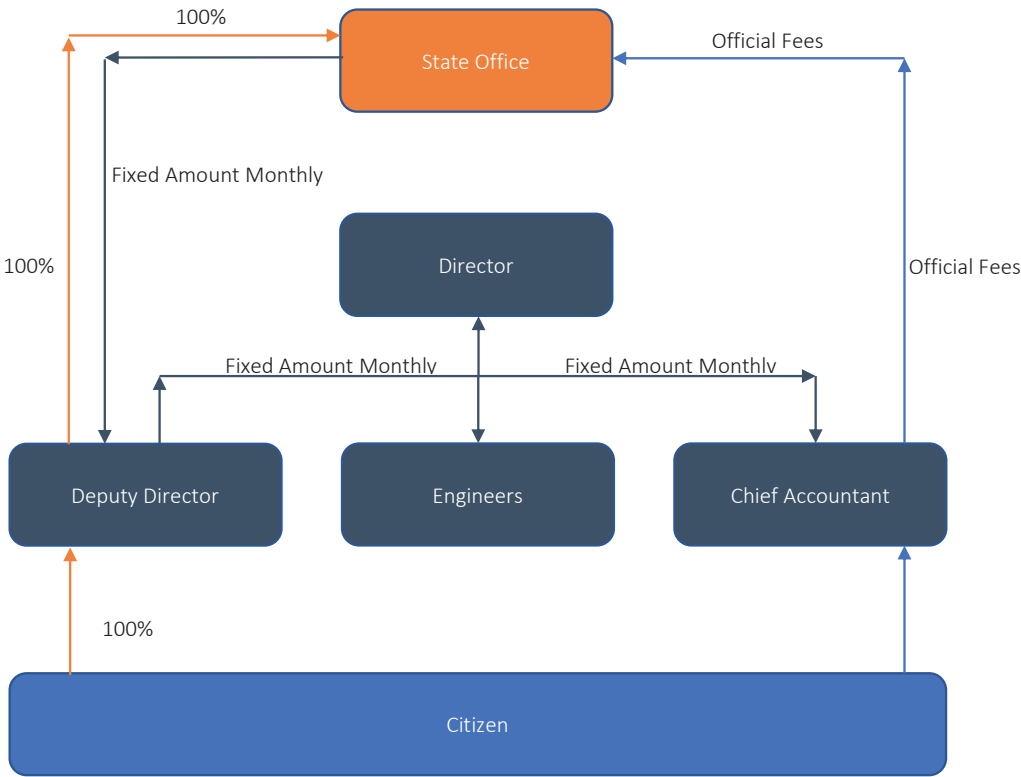 100%
Official Fees
State Office
Fixed Amount Monthly
100%
Director
Official Fees
Fixed Amount Monthly
Fixed Amount Monthly
Deputy Director
Engineers
Chief Accountant
100%
Citizen